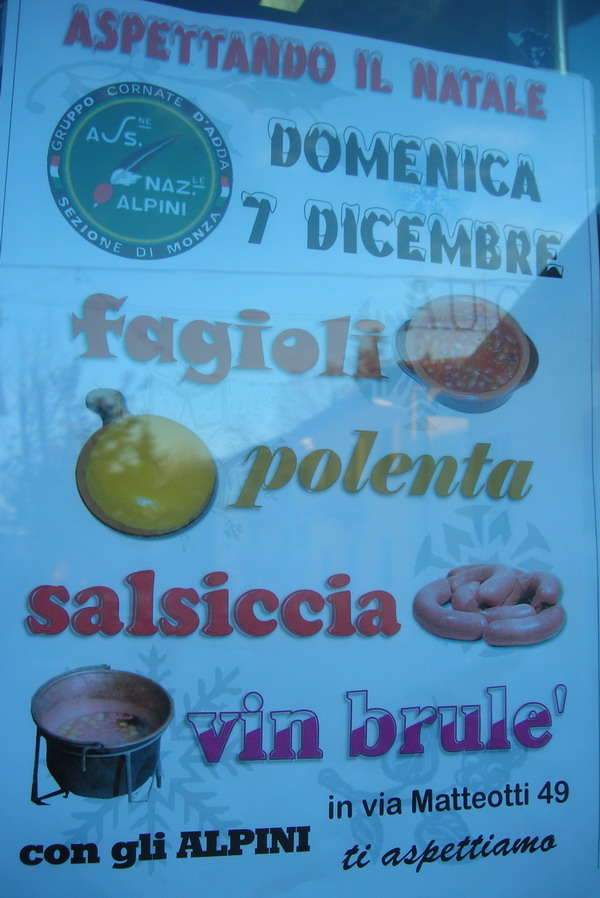 ASPETTANDO IL NATALE
GRUPPO CORNATE D'ADDA
ASS.NE
NAZ.LE
ALPINI
SEZIONE DI MONZA
DOMENICA
7 DICEMBRE
fagioli
polenta
salsiccia
vin brule'
in via Matteotti 49
con gli ALPINI
ti aspettiamo